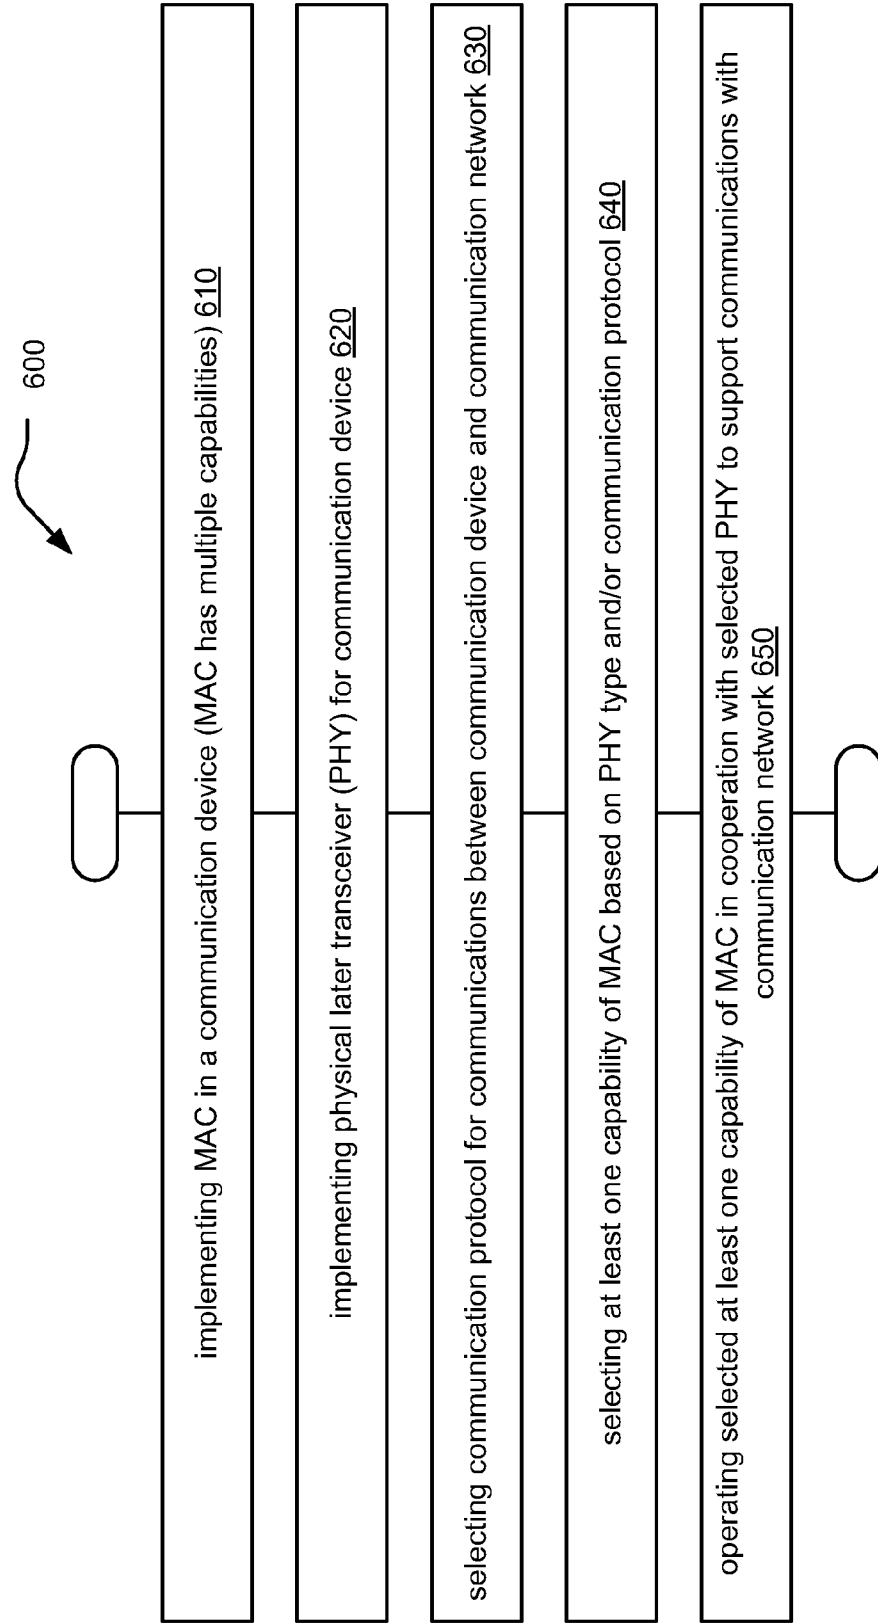 600
implementing MAC in a communication device (MAC has multiple capabilities) 610
implementing physical later transceiver (PHY) for communication device 620
selecting communication protocol for communications between communication device and communication network 630
selecting at least one capability of MAC based on PHY type and/or communication protocol 640
operating selected at least one capability of MAC in cooperation with selected PHY to support communications with
communication network 650